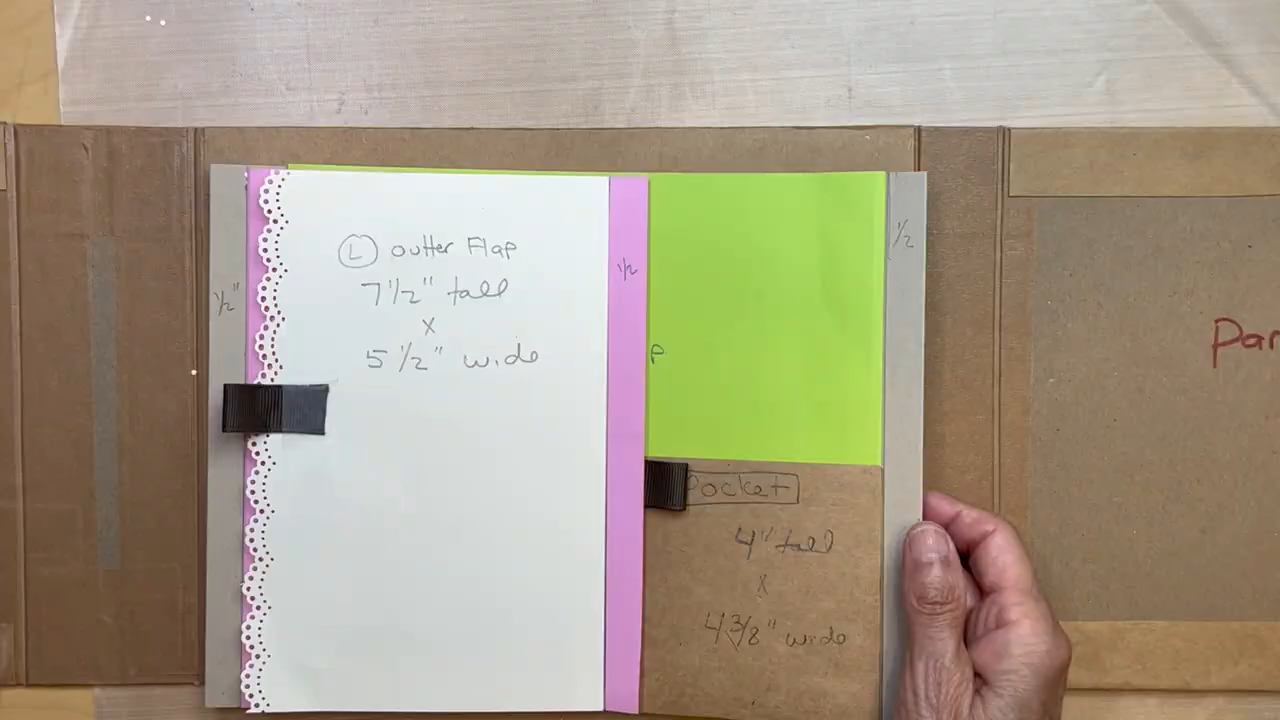 Ⓛ outter Flap
7 1/2" tall
x
5 1/2" wide
1/2"
1/2
P
1/2
Pocket
4" tall
x
4 3/8" wide
Par